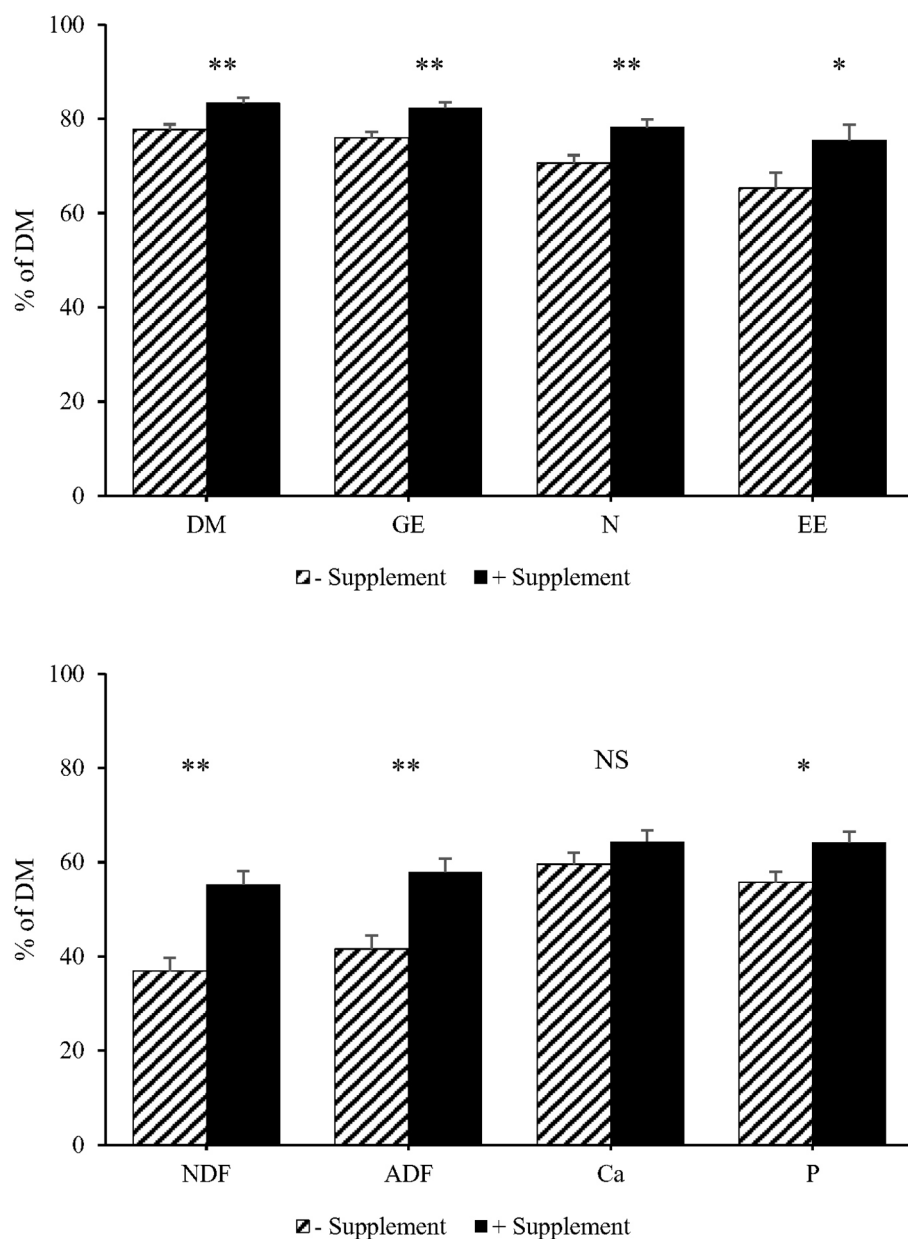 100
** ** ** *
80
60
% of DM
40
20
0
DM GE N EE
- Supplement + Supplement
100
80
** ** NS *
60
% of DM
40
20
0
NDF ADF Ca P
- Supplement + Supplement